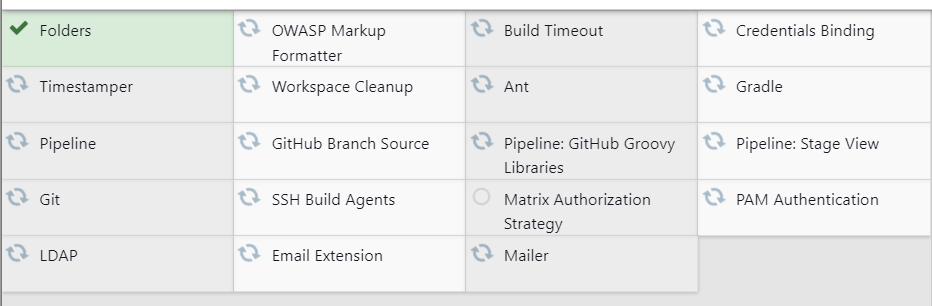 Folders
OWASP Markup
Formatter
Build Timeout
Credentials Binding
Timestamper
Workspace Cleanup
Ant
Gradle
Pipeline
GitHub Branch Source
Pipeline: GitHub Groovy
Libraries
Pipeline: Stage View
Git
SSH Build Agents
Matrix Authorization
Strategy
PAM Authentication
LDAP
Email Extension
Mailer